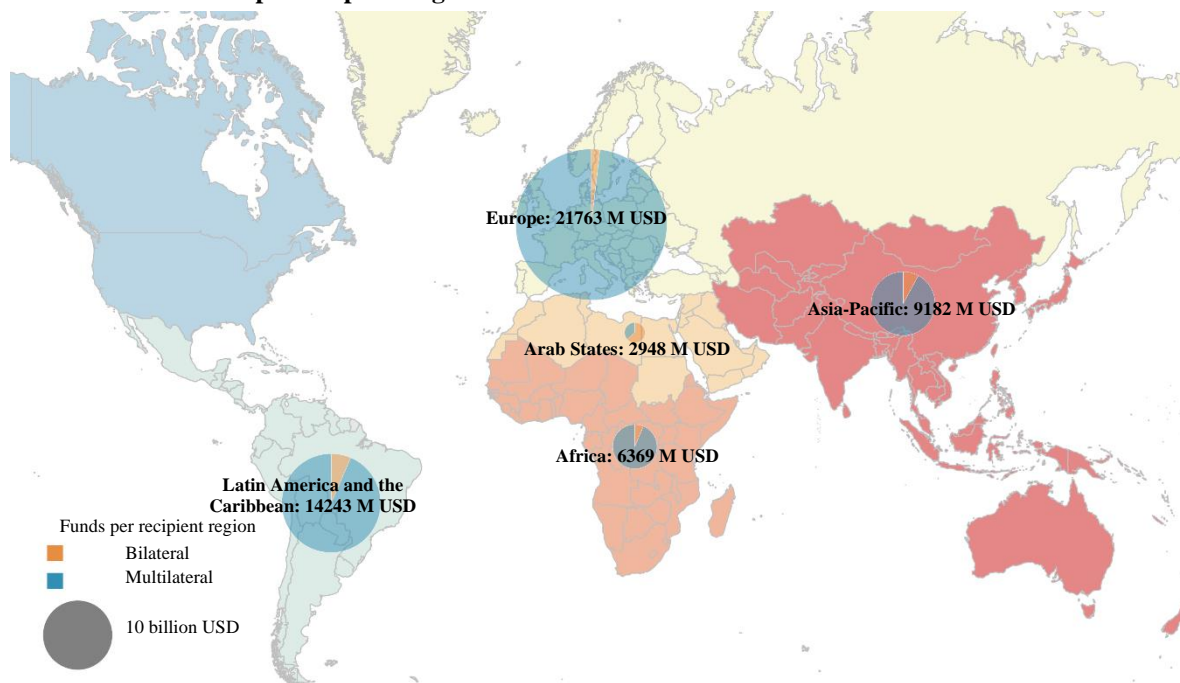 Europe: 21763 M USD
Asia-Pacific: 9182 M USD
Arab States: 2948 M USD
Africa: 6369 M USD
Latin America and the
Caribbean: 14243 M USD
Funds per recipient region
Bilateral
Multilateral
10 billion USD